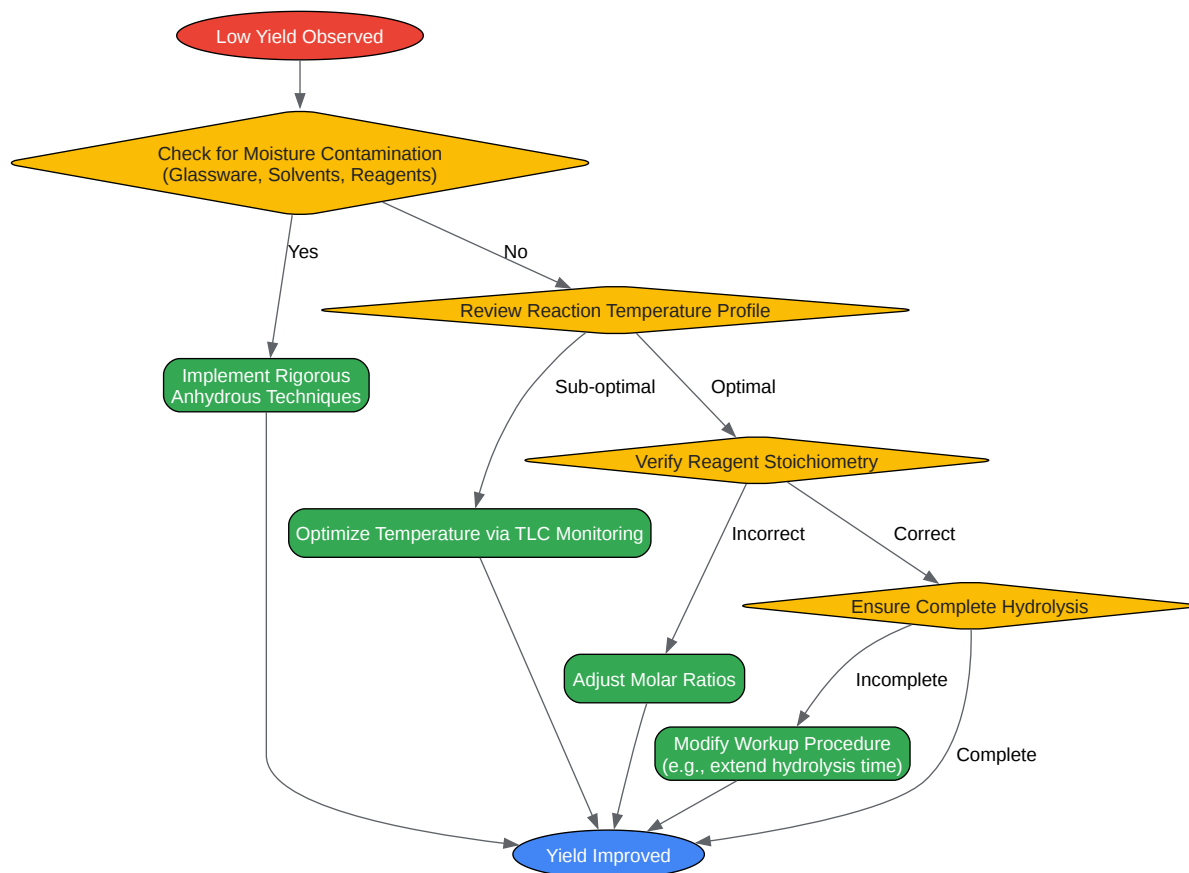 Low Yield Observed
Check for Moisture Contamination
(Glassware, Solvents, Reagents)
Yes
No
Review Reaction Temperature Profile
Implement Rigorous
Anhydrous Techniques
Sub-optimal
Optimal
Verify Reagent Stoichiometry
Optimize Temperature via TLC Monitoring
Incorrect
Correct
Ensure Complete Hydrolysis
Adjust Molar Ratios
Incomplete
Modify Workup Procedure
(e.g., extend hydrolysis time)
Complete
Yield Improved